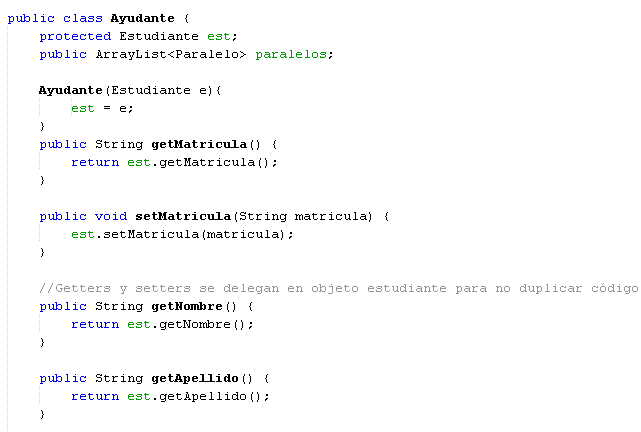 public class Ayudante {
    protected Estudiante est;
    public ArrayList<Paralelo> paralelos;
    Ayudante(Estudiante e){
        est = e;
    }
    public String getMatricula() {
        return est.getMatricula();
    }
    public void setMatricula(String matricula) {
        est.setMatricula(matricula);
    }
    //Getters y setters se delegan en objeto estudiante para no duplicar código
    public String getNombre() {
        return est.getNombre();
    }
    public String getApellido() {
        return est.getApellido();
    }